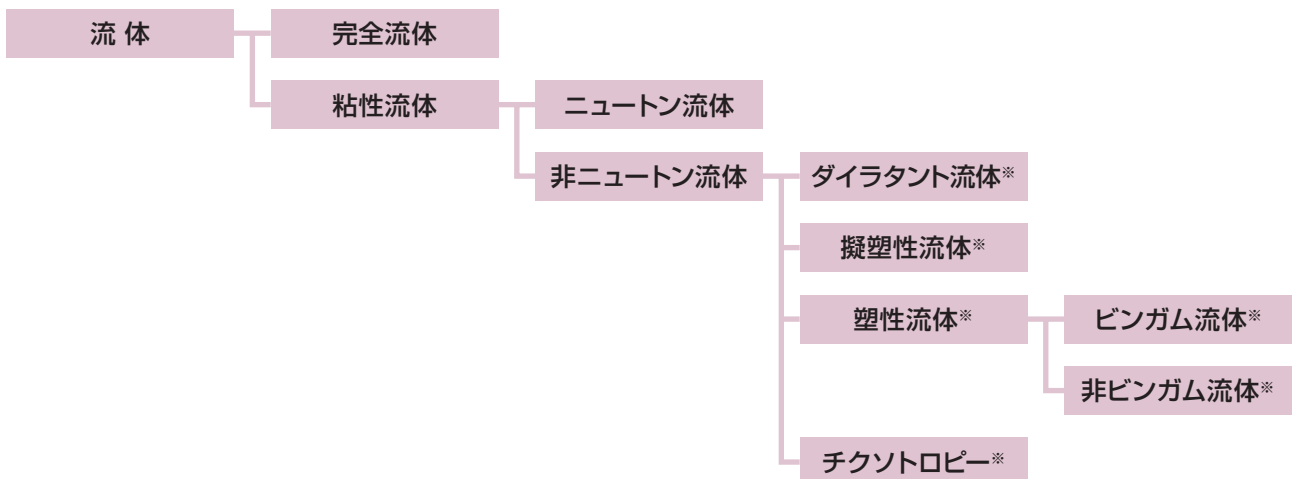 流 体
完全流体
粘性流体
ニュートン流体
非ニュートン流体
ダイラタント流体※
擬塑性流体※
塑性流体※
ビンガム流体※
非ビンガム流体※
チクソトロピー※